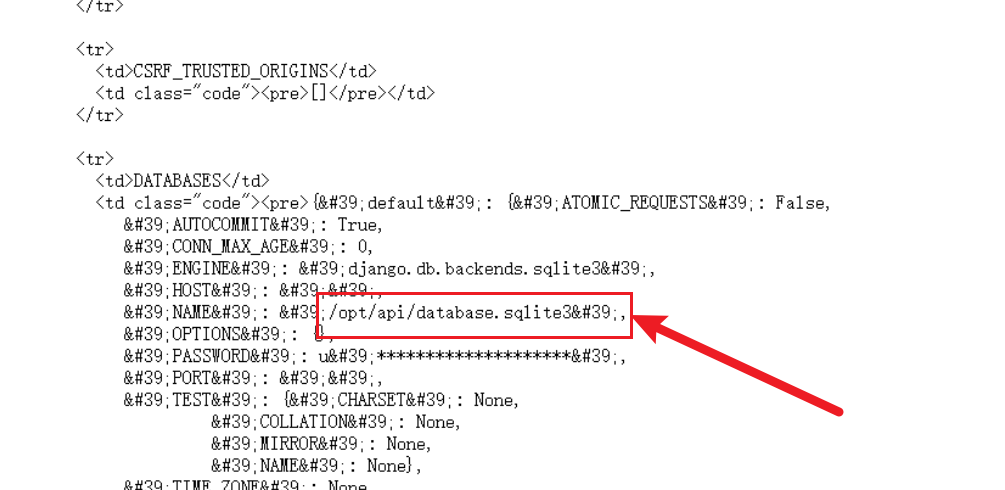 </tr>
<tr>
<td>CSRF_TRUSTED_ORIGINS</td>
<td class="code"><pre>[]</pre></td>
</tr>
<tr>
<td>DATABASES</td>
<td class="code"><pre>{&#39;default&#39;: {&#39;ATOMIC_REQUESTS&#39;: False,
&#39;AUTOCOMMIT&#39;: True,
&#39;CONN_MAX_AGE&#39;: 0,
&#39;ENGINE&#39;: &#39;django.db.backends.sqlite3&#39;,
&#39;HOST&#39;: &#39;&#39;,
&#39;NAME&#39;: &#39;/opt/api/database.sqlite3&#39;,
&#39;OPTIONS&#39;: {},
&#39;PASSWORD&#39;: u&#39;********************&#39;,
&#39;PORT&#39;: &#39;&#39;,
&#39;TEST&#39;: {&#39;CHARSET&#39;: None,
&#39;COLLATION&#39;: None,
&#39;MIRROR&#39;: None,
&#39;NAME&#39;: None},
&#39;TIME_ZONE&#39;: None